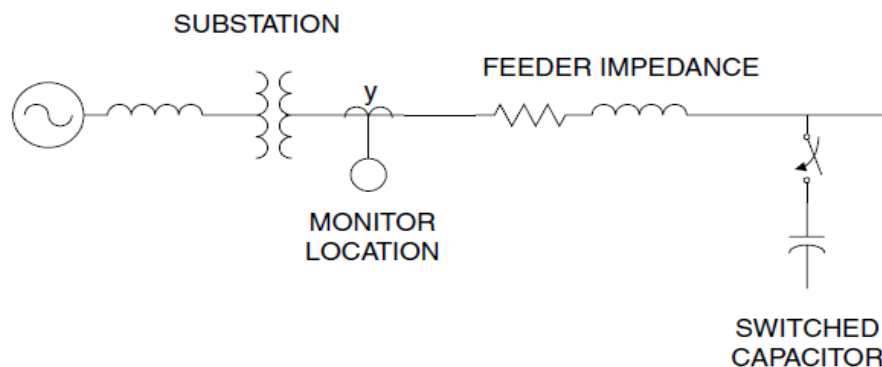 SUBSTATION
FEEDER IMPEDANCE
y
MONITOR
LOCATION
SWITCHED
CAPACITOR